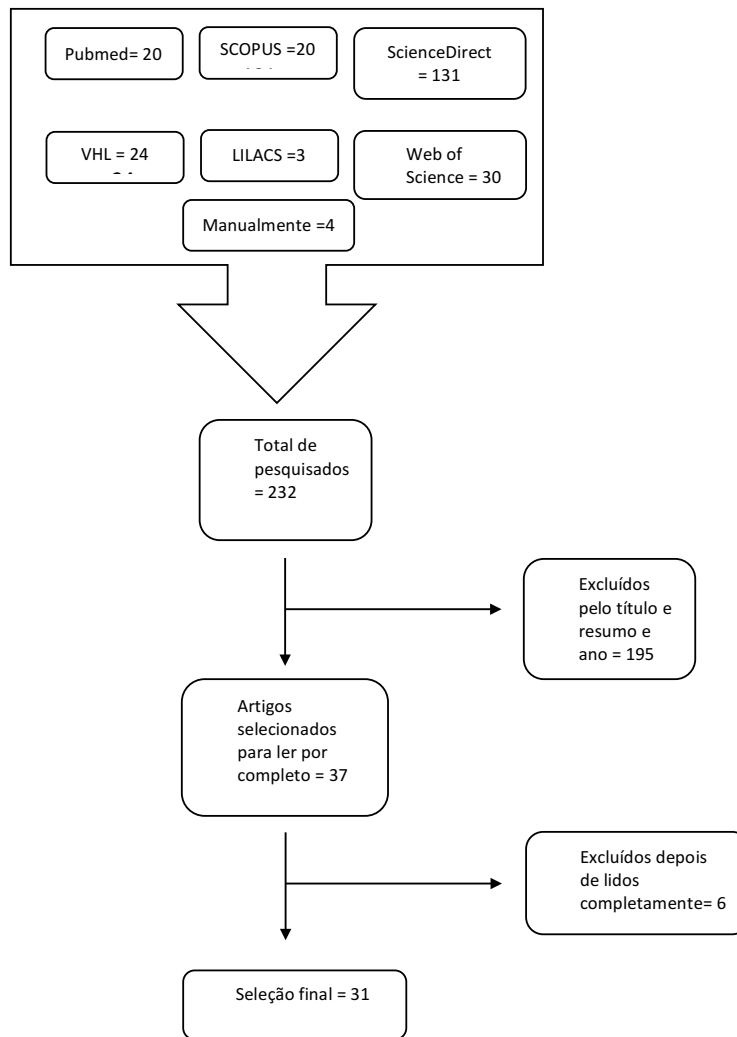 Pubmed= 20
SCOPUS =20
ScienceDirect
= 131
VHL = 24
LILACS =3
Web of
Science = 30
Manualmente =4
Total de
pesquisados
= 232
Excluídos
pelo título e
resumo e
ano = 195
Artigos
selecionados
para ler por
completo = 37
Excluídos depois
de lidos
completamente= 6
Seleção final = 31